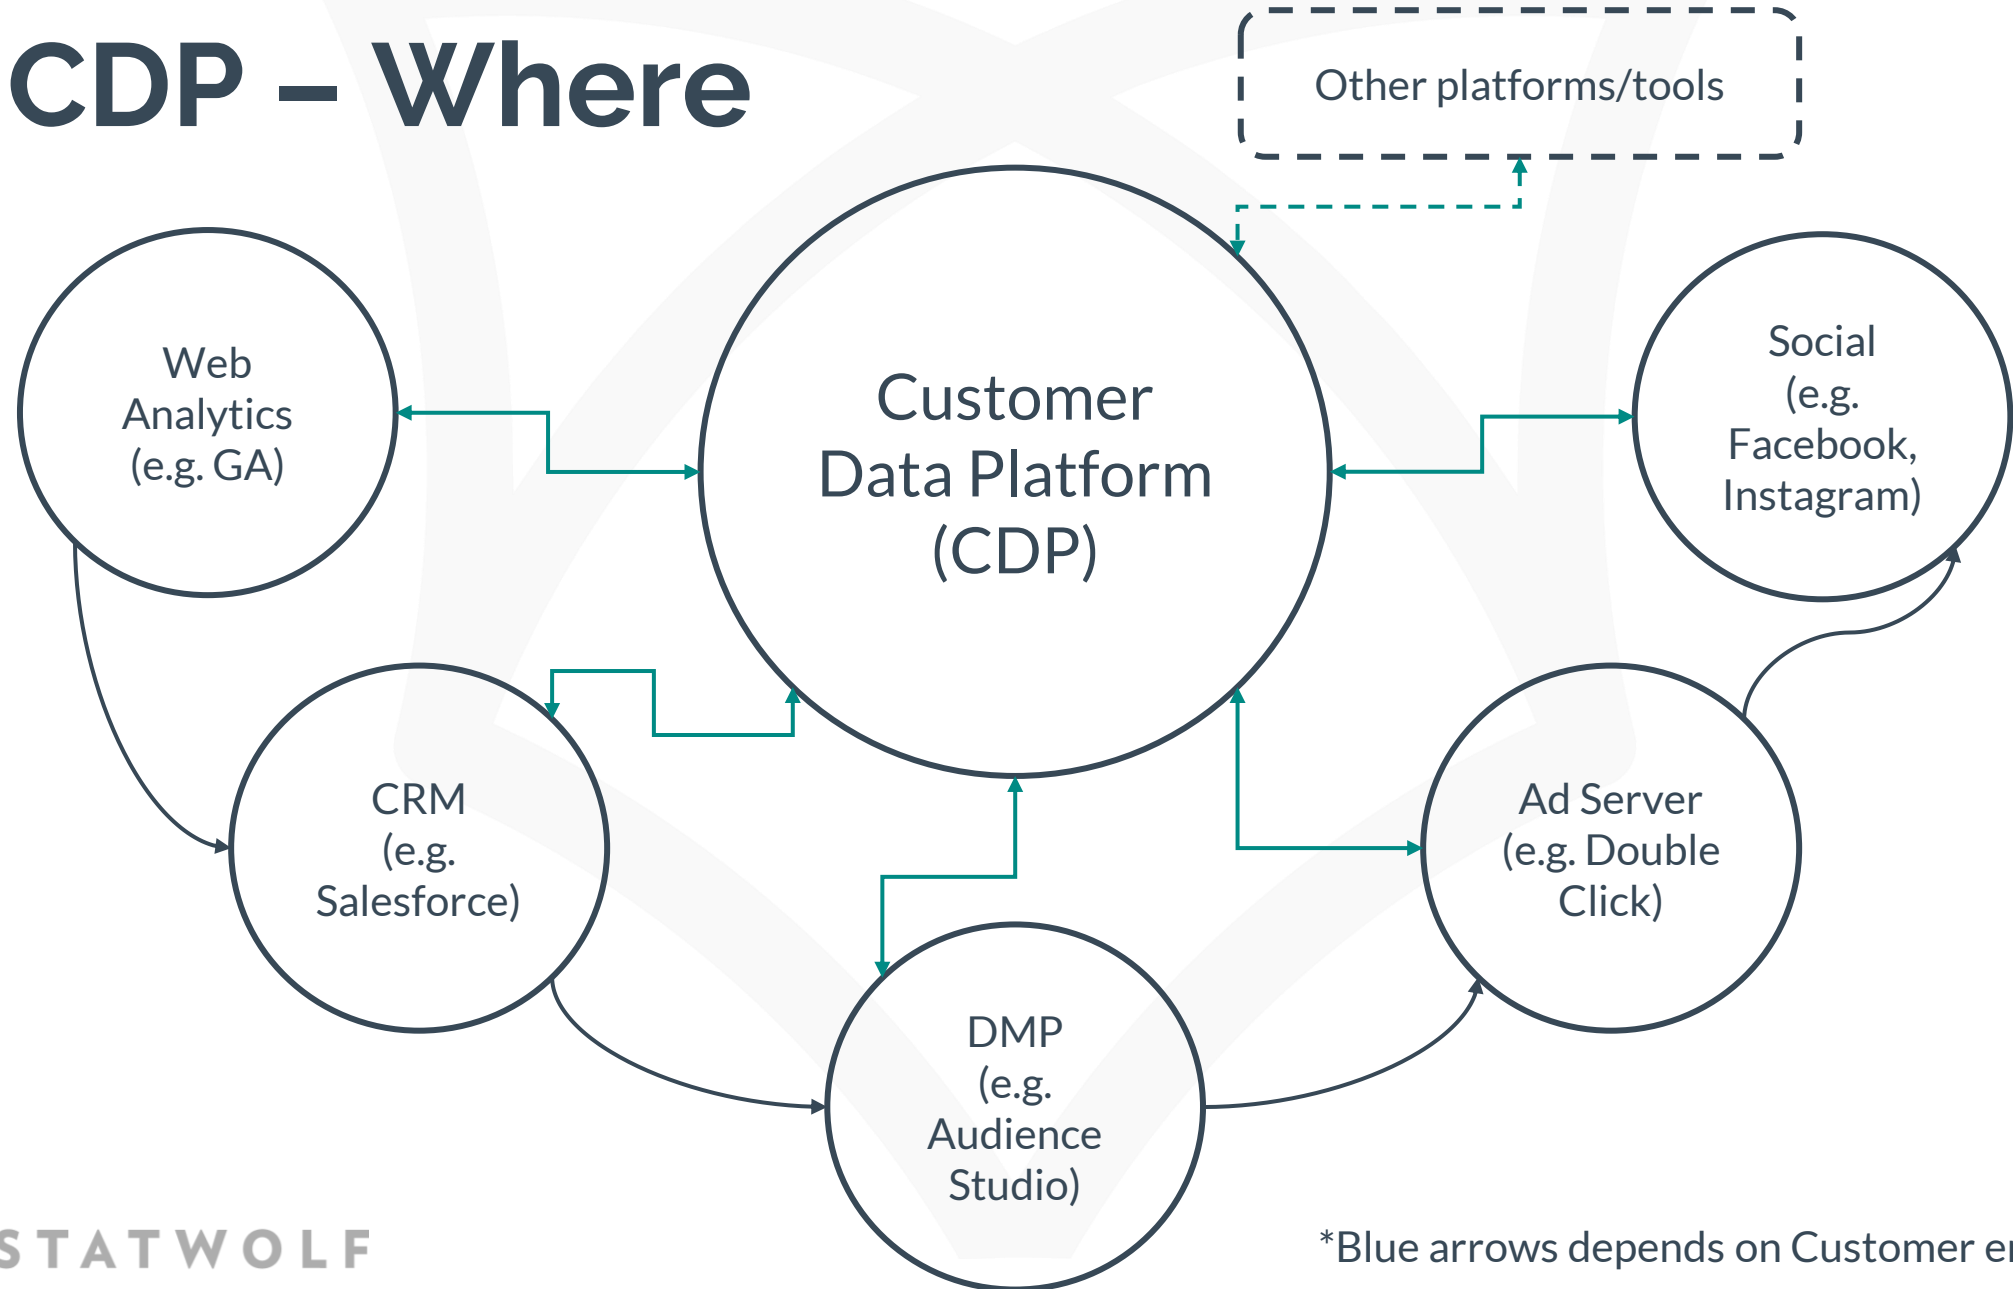 CDP – Where
Other platforms/tools
Web
Analytics
(e.g. GA)
Customer
Data Platform
(CDP)
Social
(e.g.
Facebook,
Instagram)
CRM
(e.g.
Salesforce)
Ad Server
(e.g. Double
Click)
DMP
(e.g.
Audience
Studio)
STATWOLF
*Blue arrows depends on Customer